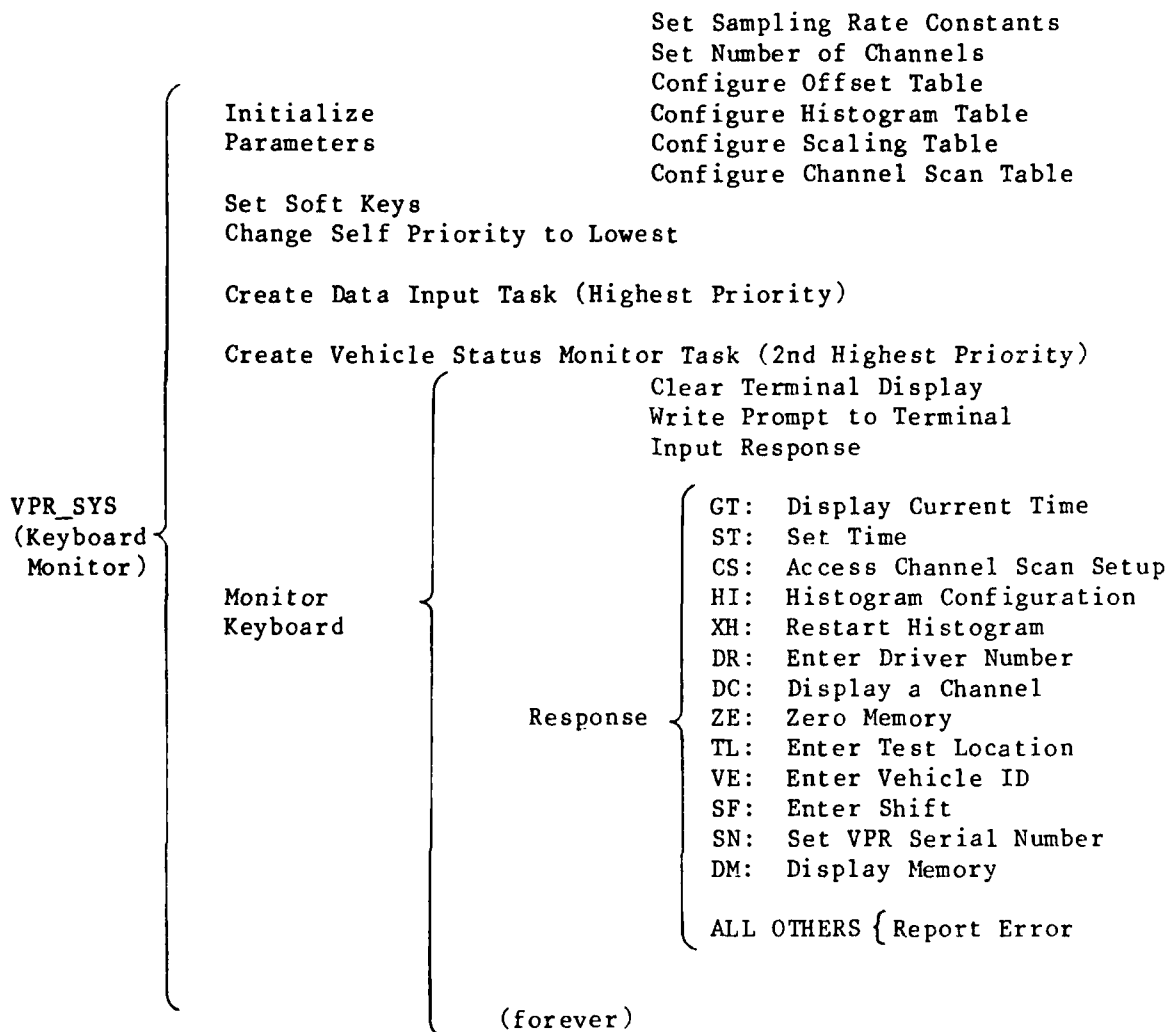 Set Sampling Rate Constants
Set Number of Channels
Configure Offset Table
Initialize Configure Histogram Table
Parameters Configure Scaling Table
Configure Channel Scan Table
Set Soft Keys
Change Self Priority to Lowest
Create Data Input Task (Highest Priority)
Create Vehicle Status Monitor Task (2nd Highest Priority)
Clear Terminal Display
Write Prompt to Terminal
Input Response
VPR_SYS
(Keyboard
Monitor)
Monitor
Keyboard
Response
GT: Display Current Time
ST: Set Time
CS: Access Channel Scan Setup
HI: Histogram Configuration
XH: Restart Histogram
DR: Enter Driver Number
DC: Display a Channel
ZE: Zero Memory
TL: Enter Test Location
VE: Enter Vehicle ID
SF: Enter Shift
SN: Set VPR Serial Number
DM: Display Memory
ALL OTHERS { Report Error
(forever)